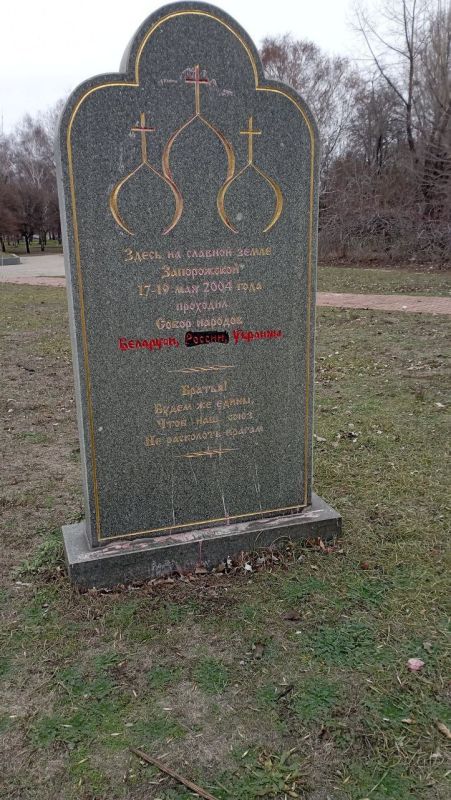 Здесь на славной земле
Запорожской
17-19 мая 2004 года
проходил
Собор народов
Беларуси, России, Украины
Братья!
Будем же едины,
Чтоб наш союз
Не расколоть врагам